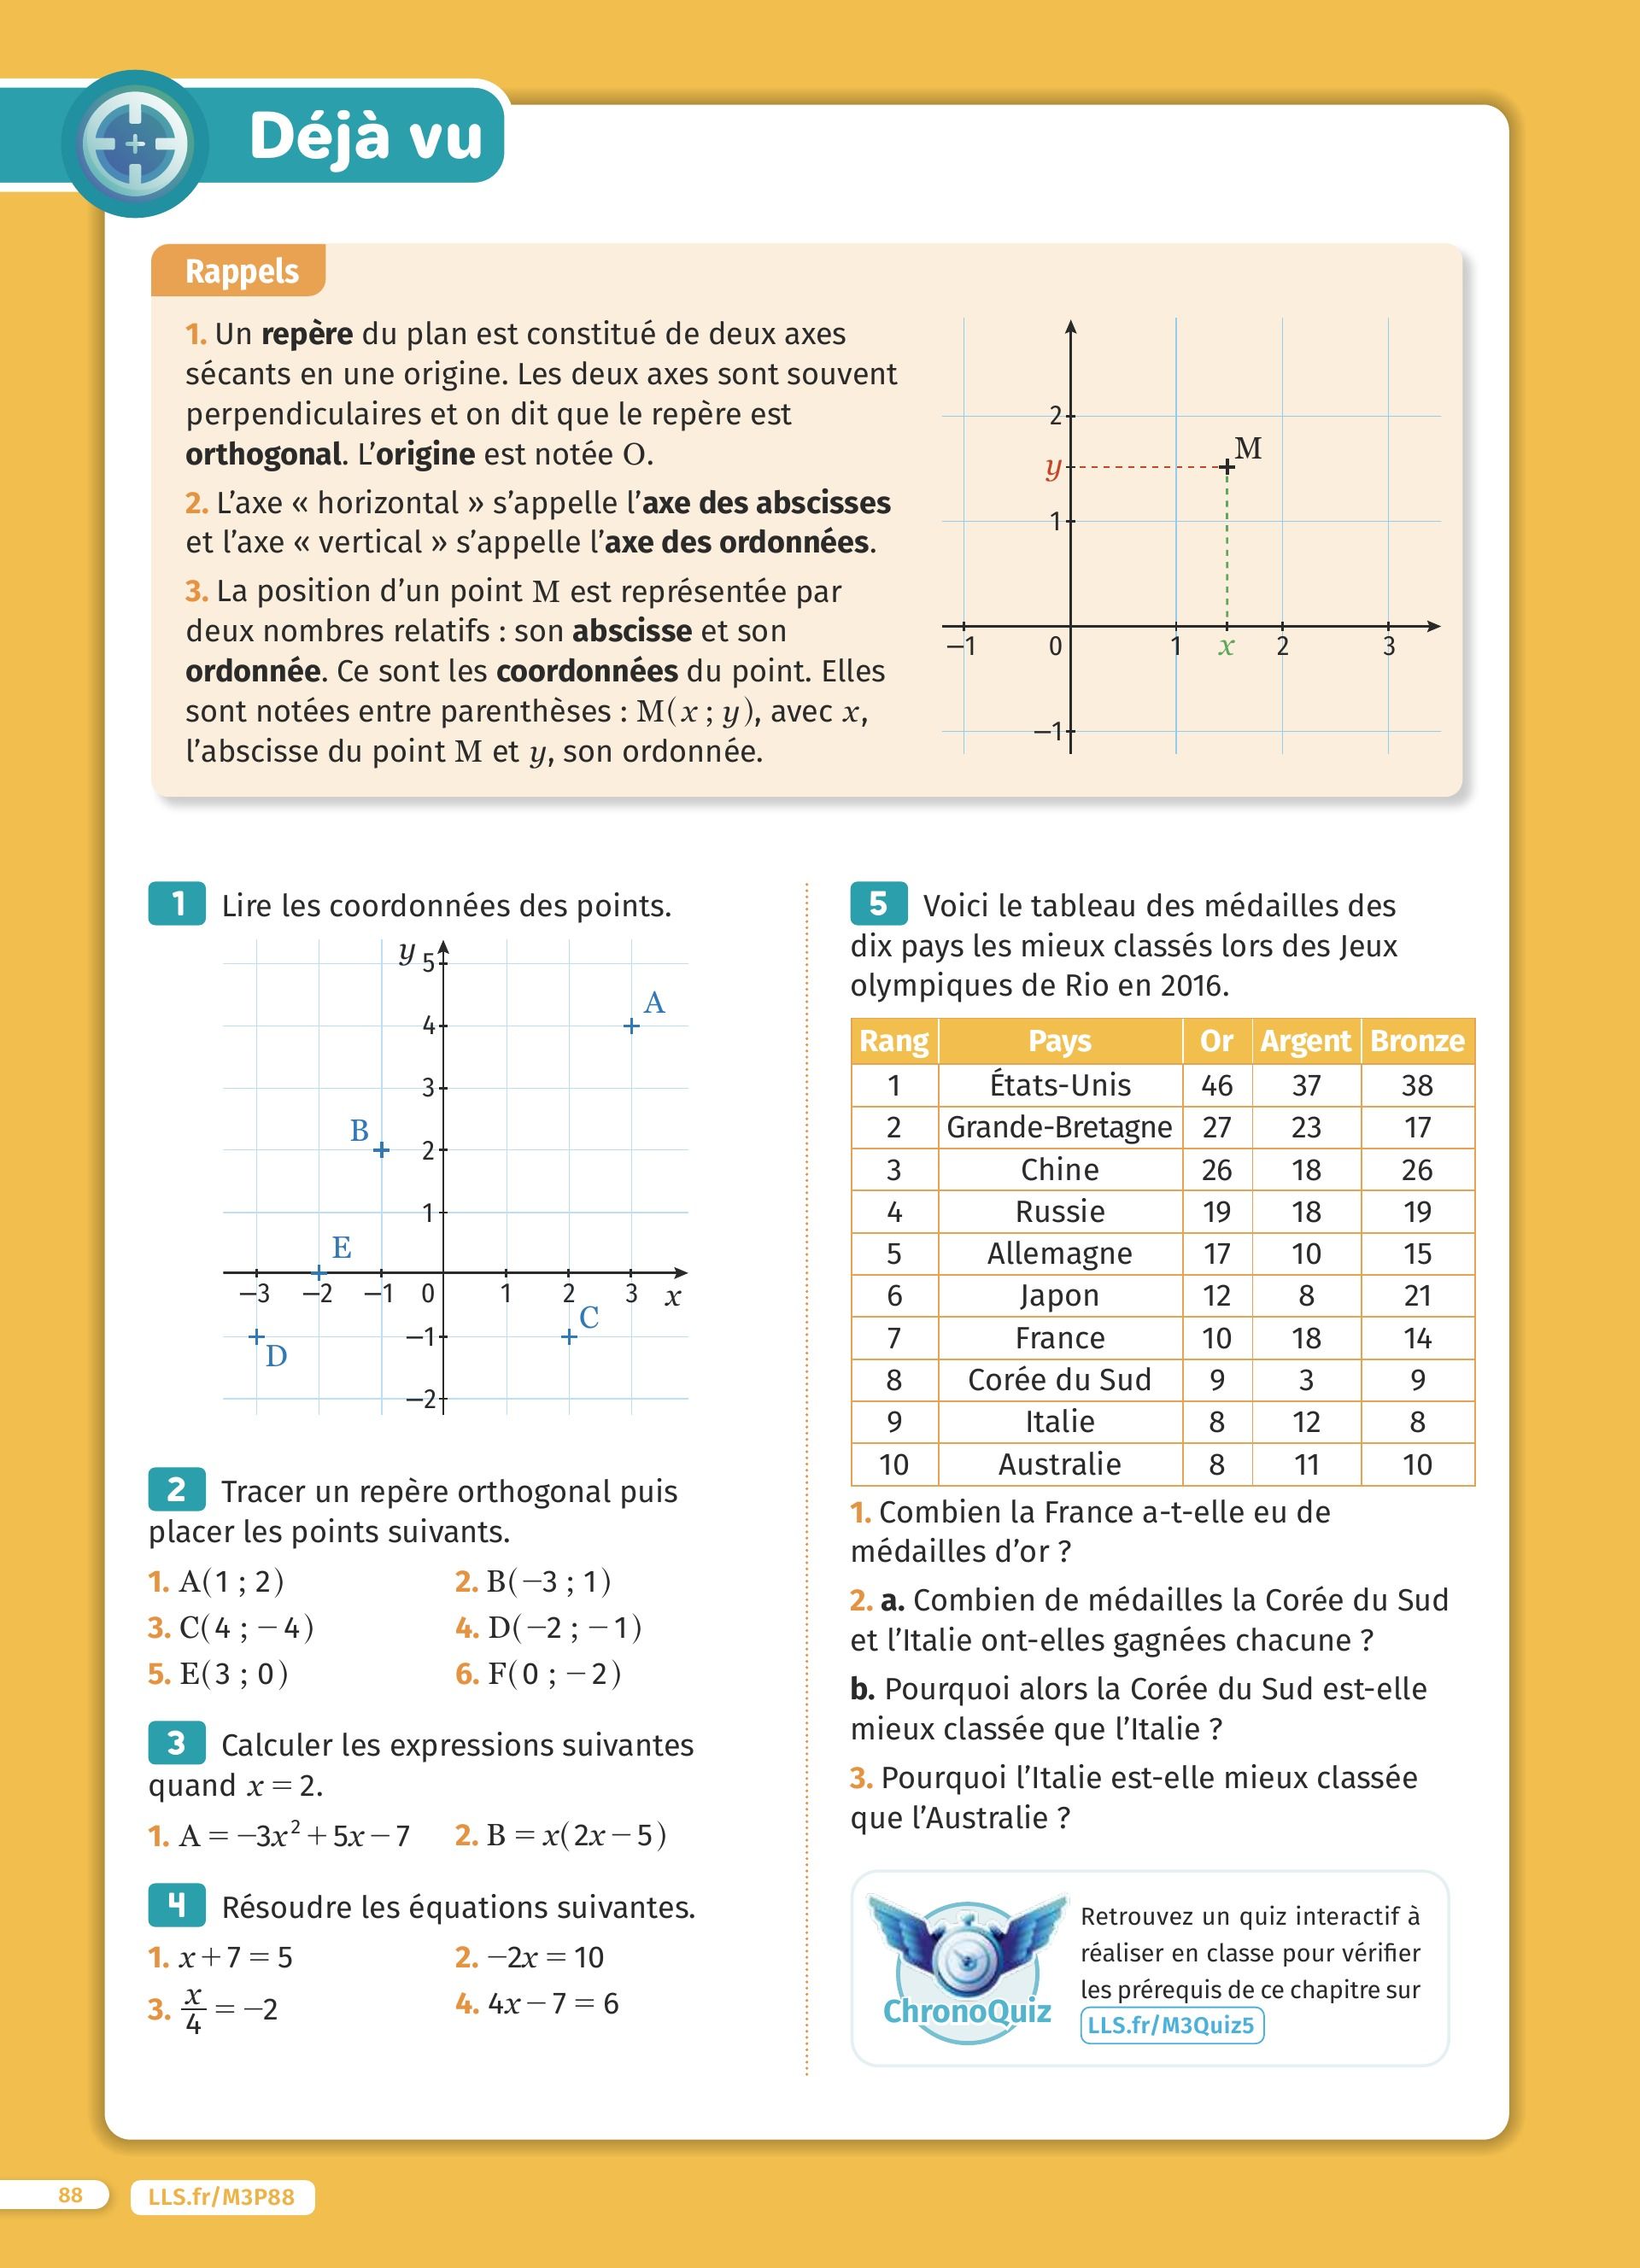 Déjà vu
Rappels
1. Un repère du plan est constitué de deux axes
sécants en une origine. Les deux axes sont souvent
perpendiculaires et on dit que le repère est
orthogonal. L’origine est notée O.
2. L’axe « horizontal » s’appelle l’axe des abscisses
et l’axe « vertical » s’appelle l’axe des ordonnées.
3. La position d’un point M est représentée par
deux nombres relatifs : son abscisse et son
ordonnée. Ce sont les coordonnées du point. Elles
sont notées entre parenthèses : M(x ; y), avec x,
l’abscisse du point M et y, son ordonnée.
2
M
y
1
−1 0 1 x 2 3
−1
1 Lire les coordonnées des points.
y 5
A
4
3
B
2
1
E
−3 −2 −1 0 1 2 3 x
C
−1
D
−2
2 Tracer un repère orthogonal puis
placer les points suivants.
1. A(1 ; 2) 2. B(−3 ; 1)
3. C(4 ; −4) 4. D(−2 ; −1)
5. E(3 ; 0) 6. F(0 ; −2)
3 Calculer les expressions suivantes
quand x = 2.
1. A = −3x² + 5x − 7 2. B = x(2x − 5)
4 Résoudre les équations suivantes.
1. x + 7 = 5 2. −2x = 10
3. x/4 = −2 4. 4x − 7 = 6
5 Voici le tableau des médailles des
dix pays les mieux classés lors des Jeux
olympiques de Rio en 2016.
Rang Pays Or Argent Bronze
1 États-Unis 46 37 38
2 Grande-Bretagne 27 23 17
3 Chine 26 18 26
4 Russie 19 18 19
5 Allemagne 17 10 15
6 Japon 12 8 21
7 France 10 18 14
8 Corée du Sud 9 3 9
9 Italie 8 12 8
10 Australie 8 11 10
1. Combien la France a-t-elle eu de
médailles d’or ?
2. a. Combien de médailles la Corée du Sud
et l’Italie ont-elles gagnées chacune ?
b. Pourquoi alors la Corée du Sud est-elle
mieux classée que l’Italie ?
3. Pourquoi l’Italie est-elle mieux classée
que l’Australie ?
ChronoQuiz
Retrouvez un quiz interactif à
réaliser en classe pour vérifier
les prérequis de ce chapitre sur
LLS.fr/M3Quiz5
88 LLS.fr/M3P88